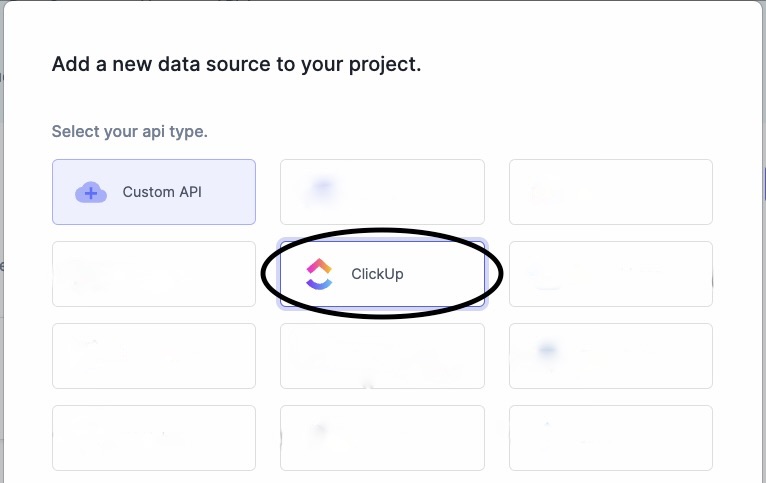 Add a new data source to your project.
Select your api type.
Custom API
ClickUp